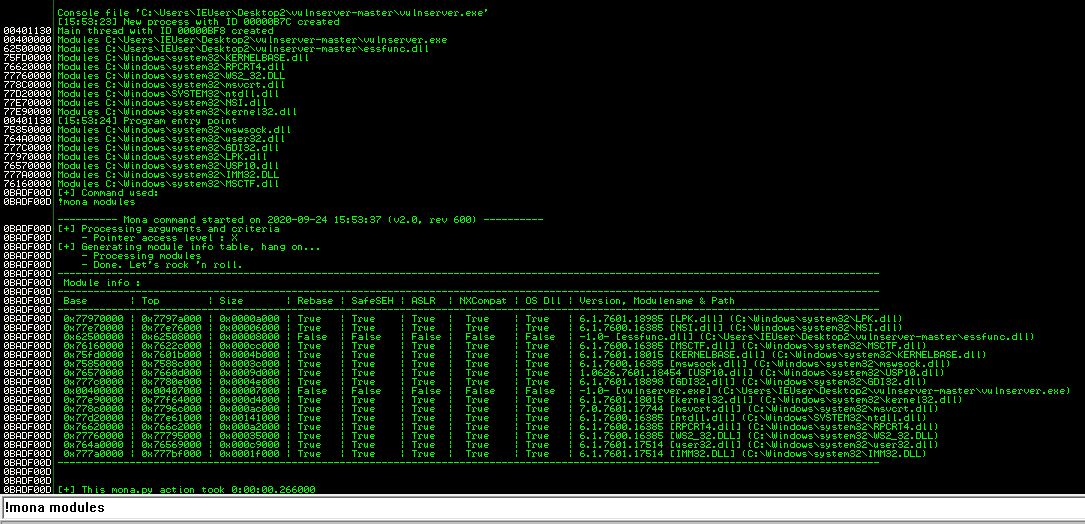 Console file 'C:\Users\IEUser\Desktop2\vulnserver-master\vulnserver.exe'
[15:53:23] New process with ID 00000B7C created
00401130 Main thread with ID 00000BF8 created
00400000 Modules C:\Users\IEUser\Desktop2\vulnserver-master\vulnserver.exe
62500000 Modules C:\Users\IEUser\Desktop2\vulnserver-master\essfunc.dll
75FD0000 Modules C:\Windows\system32\KERNELBASE.dll
76620000 Modules C:\Windows\system32\RPCRT4.dll
77760000 Modules C:\Windows\system32\WS2_32.DLL
778C0000 Modules C:\Windows\system32\msvcrt.dll
77D20000 Modules C:\Windows\SYSTEM32\ntdll.dll
77E70000 Modules C:\Windows\system32\NSI.dll
77E90000 Modules C:\Windows\system32\kernel32.dll
00401130 [15:53:24] Program entry point
75850000 Modules C:\Windows\system32\mswsock.dll
764A0000 Modules C:\Windows\system32\user32.dll
777C0000 Modules C:\Windows\system32\GDI32.dll
77970000 Modules C:\Windows\system32\LPK.dll
76570000 Modules C:\Windows\system32\USP10.dll
777A0000 Modules C:\Windows\system32\IMM32.DLL
76160000 Modules C:\Windows\system32\MSCTF.dll
0BADF00D [+] Command used:
0BADF00D !mona modules
---------- Mona command started on 2020-09-24 15:53:37 (v2.0, rev 600) ----------
0BADF00D [+] Processing arguments and criteria
0BADF00D - Pointer access level : X
0BADF00D [+] Generating module info table, hang on...
0BADF00D - Processing modules
0BADF00D - Done. Let's rock 'n roll.
0BADF00D
0BADF00D Module info :
0BADF00D
0BADF00D Base | Top | Size | Rebase | SafeSEH | ASLR | NXCompat | OS Dll | Version, Modulename & Path
0BADF00D
0BADF00D 0x77970000 | 0x7797a000 | 0x0000a000 | True | True | True | True | True | 6.1.7601.18985 [LPK.dll] (C:\Windows\system32\LPK.dll)
0BADF00D 0x77e70000 | 0x77e76000 | 0x00006000 | True | True | True | True | True | 6.1.7600.16385 [NSI.dll] (C:\Windows\system32\NSI.dll)
0BADF00D 0x62500000 | 0x62508000 | 0x00008000 | False | False | False | False | False | -1.0- [essfunc.dll] (C:\Users\IEUser\Desktop2\vulnserver-master\essfunc.dll)
0BADF00D 0x76160000 | 0x7622c000 | 0x000cc000 | True | True | True | True | True | 6.1.7600.16385 [MSCTF.dll] (C:\Windows\system32\MSCTF.dll)
0BADF00D 0x75fd0000 | 0x7601b000 | 0x0004b000 | True | True | True | True | True | 6.1.7601.18015 [KERNELBASE.dll] (C:\Windows\system32\KERNELBASE.dll)
0BADF00D 0x75850000 | 0x7588c000 | 0x0003c000 | True | True | True | True | True | 6.1.7600.16385 [mswsock.dll] (C:\Windows\system32\mswsock.dll)
0BADF00D 0x76570000 | 0x7660d000 | 0x0009d000 | True | True | True | True | True | 1.0626.7601.18454 [USP10.dll] (C:\Windows\system32\USP10.dll)
0BADF00D 0x777c0000 | 0x7780e000 | 0x0004e000 | True | True | True | True | True | 6.1.7601.18898 [GDI32.dll] (C:\Windows\system32\GDI32.dll)
0BADF00D 0x00400000 | 0x00407000 | 0x00007000 | False | False | False | False | False | -1.0- [vulnserver.exe] (C:\Users\IEUser\Desktop2\vulnserver-master\vulnserver.exe)
0BADF00D 0x77e90000 | 0x77f64000 | 0x000d4000 | True | True | True | True | True | 6.1.7601.18015 [kernel32.dll] (C:\Windows\system32\kernel32.dll)
0BADF00D 0x778c0000 | 0x7796c000 | 0x000ac000 | True | True | True | True | True | 7.0.7601.17744 [msvcrt.dll] (C:\Windows\system32\msvcrt.dll)
0BADF00D 0x77d20000 | 0x77e61000 | 0x00141000 | True | True | True | True | True | 6.1.7600.16385 [ntdll.dll] (C:\Windows\SYSTEM32\ntdll.dll)
0BADF00D 0x76620000 | 0x766c2000 | 0x000a2000 | True | True | True | True | True | 6.1.7600.16385 [RPCRT4.dll] (C:\Windows\system32\RPCRT4.dll)
0BADF00D 0x77760000 | 0x77795000 | 0x00035000 | True | True | True | True | True | 6.1.7600.16385 [WS2_32.DLL] (C:\Windows\system32\WS2_32.DLL)
0BADF00D 0x764a0000 | 0x76569000 | 0x000c9000 | True | True | True | True | True | 6.1.7601.17514 [user32.dll] (C:\Windows\system32\user32.dll)
0BADF00D 0x777a0000 | 0x777bf000 | 0x0001f000 | True | True | True | True | True | 6.1.7601.17514 [IMM32.DLL] (C:\Windows\system32\IMM32.DLL)
0BADF00D
0BADF00D
0BADF00D
0BADF00D [+] This mona.py action took 0:00:00.266000
!mona modules